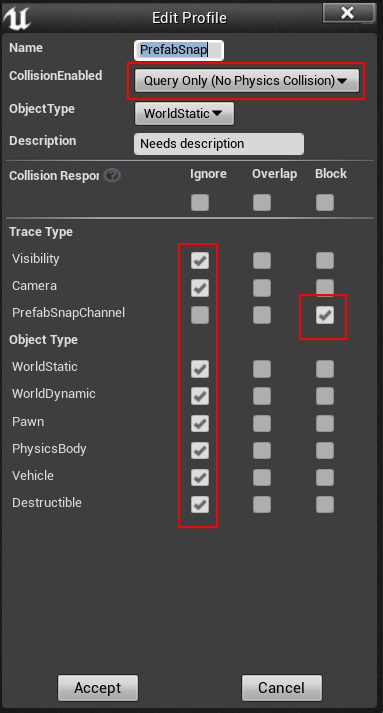 Edit Profile
Name PrefabSnap
CollisionEnabled Query Only (No Physics Collision)
ObjectType WorldStatic
Description Needs description
Collision Respor Ignore Overlap Block
Trace Type
Visibility
Camera
PrefabSnapChannel
Object Type
WorldStatic
WorldDynamic
Pawn
PhysicsBody
Vehicle
Destructible
Accept Cancel